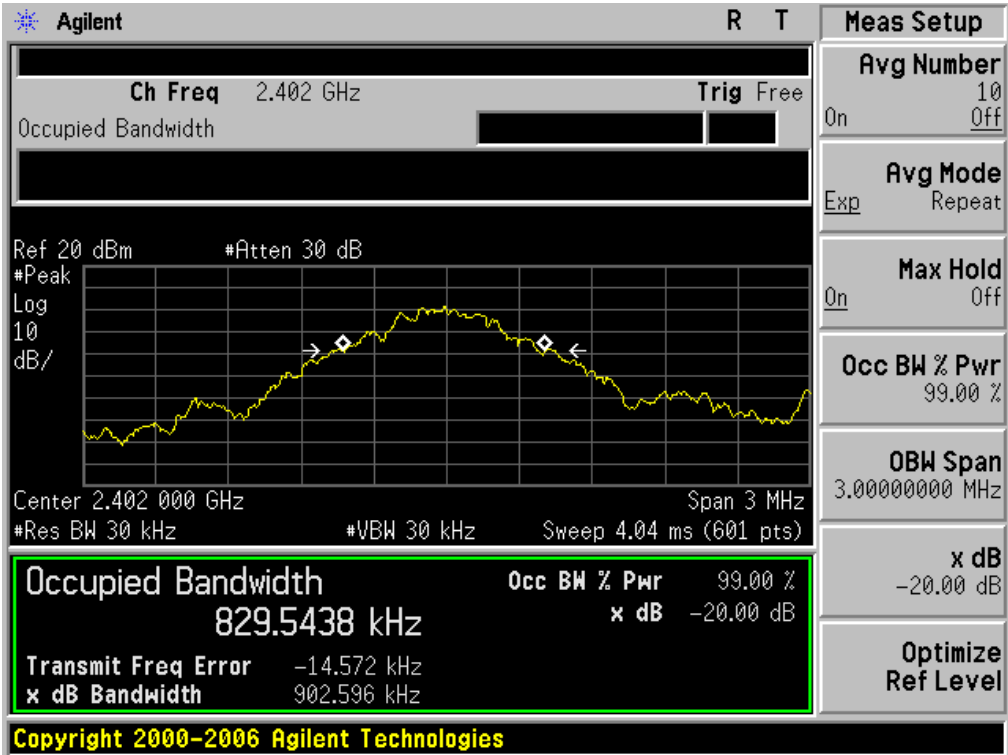 Agilent R T
Ch Freq 2.402 GHz Trig Free
Occupied Bandwidth
Ref 20 dBm #Atten 30 dB
#Peak
Log
10
dB/
Center 2.402 000 GHz Span 3 MHz
#Res BW 30 kHz #VBW 30 kHz Sweep 4.04 ms (601 pts)
Occupied Bandwidth Occ BW % Pwr 99.00 %
829.5438 kHz x dB -20.00 dB
Transmit Freq Error -14.572 kHz
x dB Bandwidth 902.596 kHz
Copyright 2000-2006 Agilent Technologies
Meas Setup
Avg Number
10
On Off
Avg Mode
Exp Repeat
Max Hold
On Off
Occ BW % Pwr
99.00 %
OBW Span
3.00000000 MHz
x dB
-20.00 dB
Optimize
Ref Level